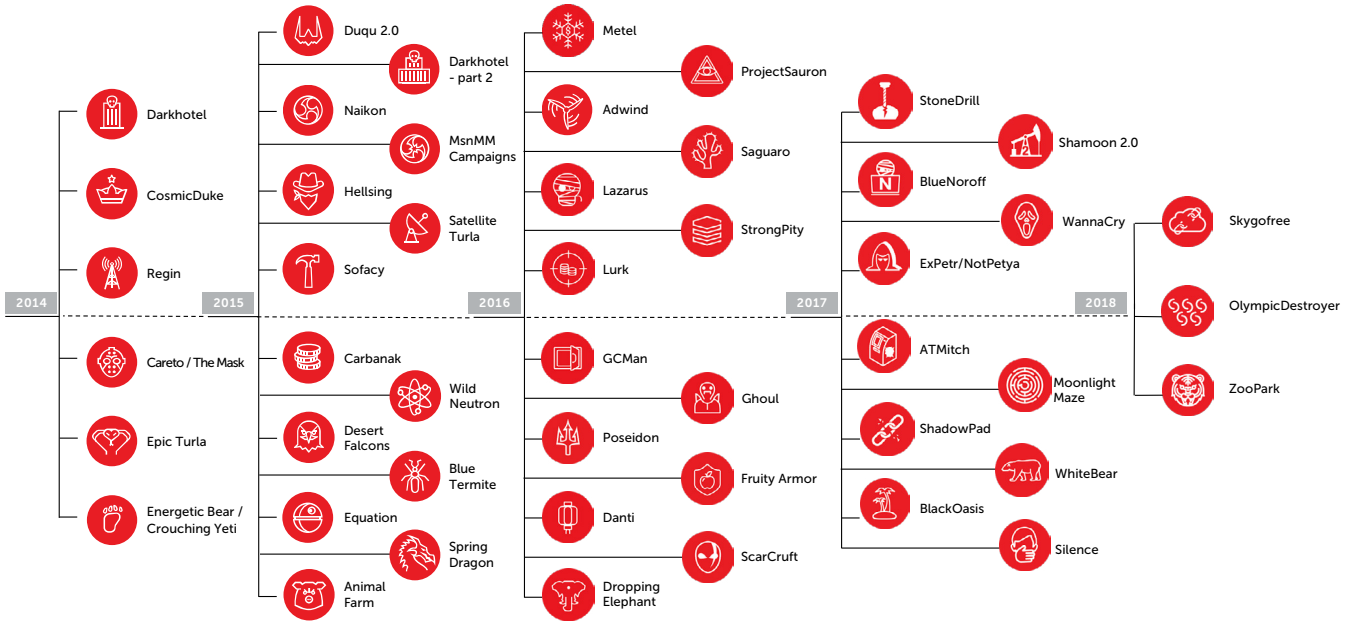 2014
Darkhotel
CosmicDuke
Regin
Careto / The Mask
Epic Turla
Energetic Bear /
Crouching Yeti
2015
Duqu 2.0
Darkhotel
- part 2
Naikon
MsnMM
Campaigns
Hellsing
Satellite
Turla
Sofacy
Carbanak
Wild
Neutron
Desert
Falcons
Blue
Termite
Equation
Spring
Dragon
Animal
Farm
2016
Metel
$
ProjectSauron
Adwind
Saguaro
Lazarus
StrongPity
Lurk
GCMan
Ghoul
Poseidon
Fruity Armor
Danti
ScarCruft
Dropping
Elephant
2017
StoneDrill
Shamoon 2.0
2
BlueNoroff
N
WannaCry
ExPetr/NotPetya
ATMitch
Moonlight
Maze
ShadowPad
WhiteBear
BlackOasis
Silence
2018
Skygofree
OlympicDestroyer
ZooPark